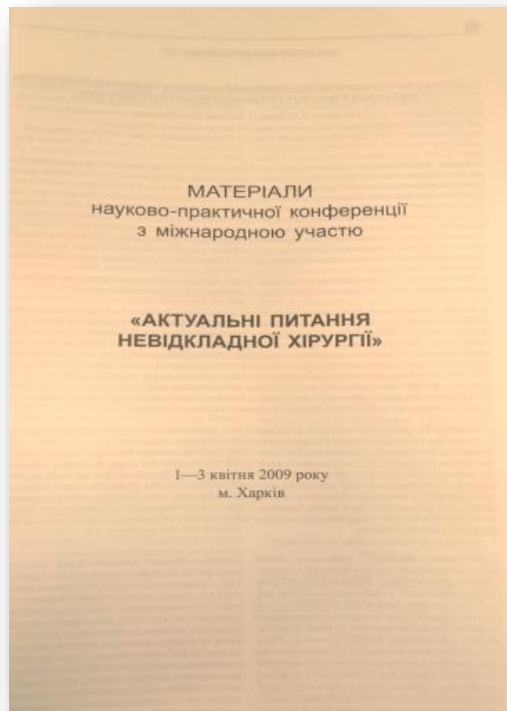 МАТЕРІАЛИ
науково-практичної конференції
з міжнародною участю
«АКТУАЛЬНІ ПИТАННЯ
НЕВІДКЛАДНОЇ ХІРУРГІЇ»
1—3 квітня 2009 року
м. Харків